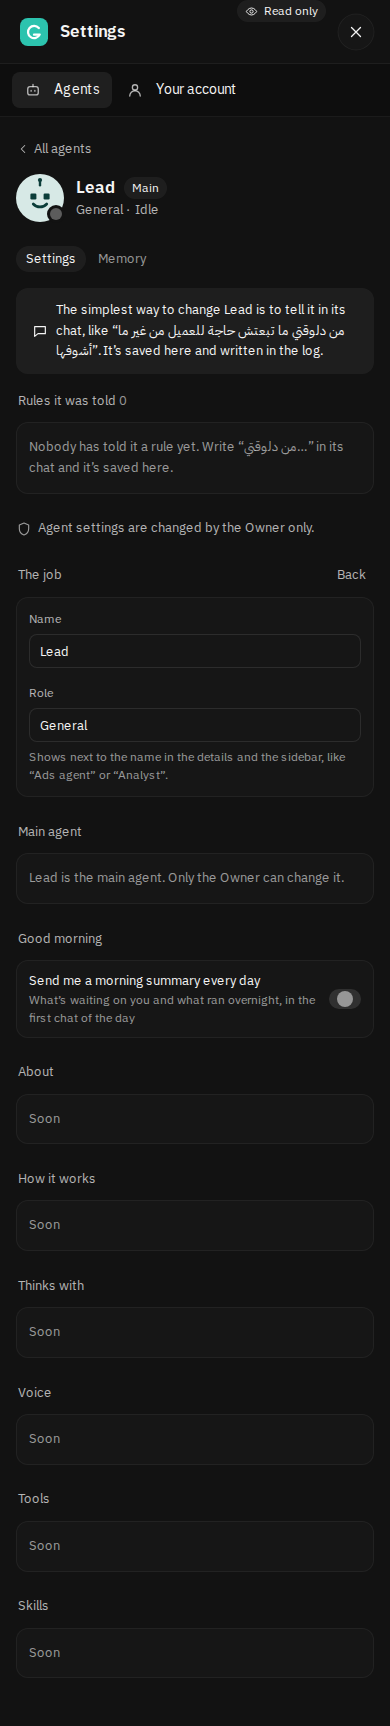 Read only
Settings
Agents
Your account
All agents
Lead Main
General · Idle
Settings
Memory
The simplest way to change Lead is to tell it in its
chat, like “من دلوقتي ما تبعتش حاجة للعميل من غير ما
أشوفها”. It’s saved here and written in the log.
Rules it was told 0
Nobody has told it a rule yet. Write “من دلوقتي…” in its
chat and it’s saved here.
Agent settings are changed by the Owner only.
The job
Back
Name
Lead
Role
General
Shows next to the name in the details and the sidebar, like
“Ads agent” or “Analyst”.
Main agent
Lead is the main agent. Only the Owner can change it.
Good morning
Send me a morning summary every day
What’s waiting on you and what ran overnight, in the
first chat of the day
About
Soon
How it works
Soon
Thinks with
Soon
Voice
Soon
Tools
Soon
Skills
Soon